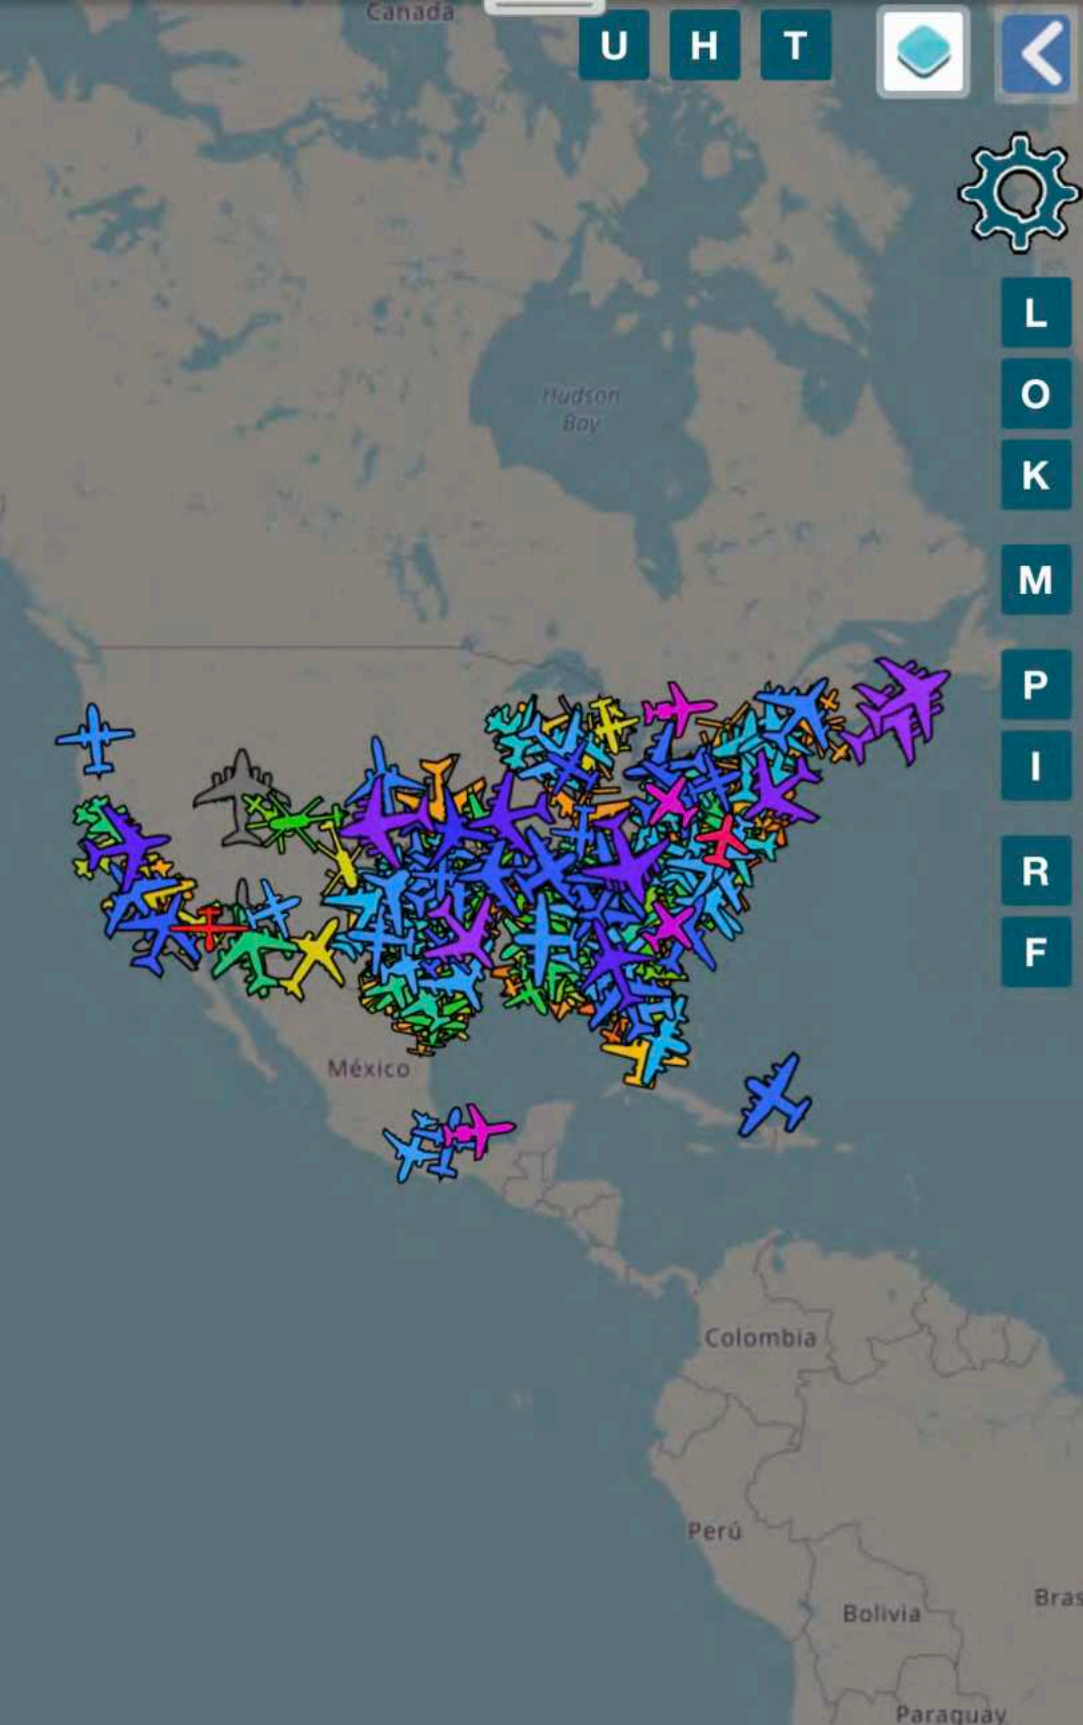 Canada
U H T
L
O
K
M
P
I
R
F
Hudson
Bay
México
Colombia
Perú
Bolivia
Bras
Paraguay